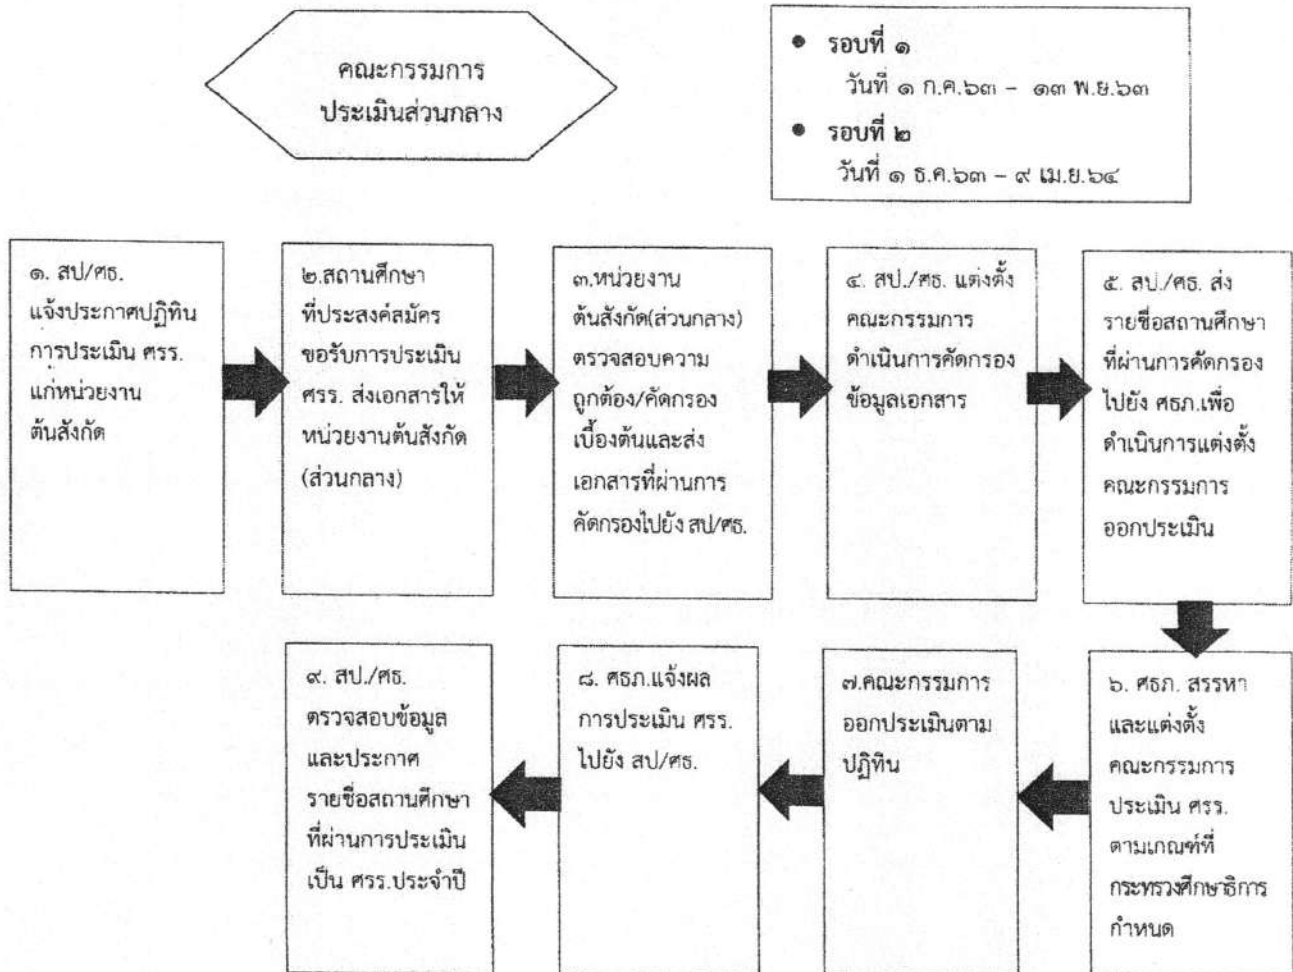 คณะกรรมการ
ประเมินส่วนกลาง
● รอบที่ ๑
วันที่ ๑ ก.ค.๖๓ – ๑๓ พ.ย.๖๓
● รอบที่ ๒
วันที่ ๑ ธ.ค.๖๓ – ๙ เม.ย.๖๔
๑. สป/ศธ.
แจ้งประกาศปฏิทิน
การประเมิน ศรร.
แก่หน่วยงาน
ต้นสังกัด
๒.สถานศึกษา
ที่ประสงค์สมัคร
ขอรับการประเมิน
ศรร. ส่งเอกสารให้
หน่วยงานต้นสังกัด
(ส่วนกลาง)
๓.หน่วยงาน
ต้นสังกัด(ส่วนกลาง)
ตรวจสอบความ
ถูกต้อง/คัดกรอง
เบื้องต้นและส่ง
เอกสารที่ผ่านการ
คัดกรองไปยัง สป/ศธ.
๔. สป./ศธ. แต่งตั้ง
คณะกรรมการ
ดำเนินการคัดกรอง
ข้อมูลเอกสาร
๕. สป./ศธ. ส่ง
รายชื่อสถานศึกษา
ที่ผ่านการคัดกรอง
ไปยัง ศธภ.เพื่อ
ดำเนินการแต่งตั้ง
คณะกรรมการ
ออกประเมิน
๖. ศธภ. สรรหา
และแต่งตั้ง
คณะกรรมการ
ประเมิน ศรร.
ตามเกณฑ์ที่
กระทรวงศึกษาธิการ
กำหนด
๗.คณะกรรมการ
ออกประเมินตาม
ปฏิทิน
๘. ศธภ.แจ้งผล
การประเมิน ศรร.
ไปยัง สป/ศธ.
๙. สป./ศธ.
ตรวจสอบข้อมูล
และประกาศ
รายชื่อสถานศึกษา
ที่ผ่านการประเมิน
เป็น ศรร.ประจำปี